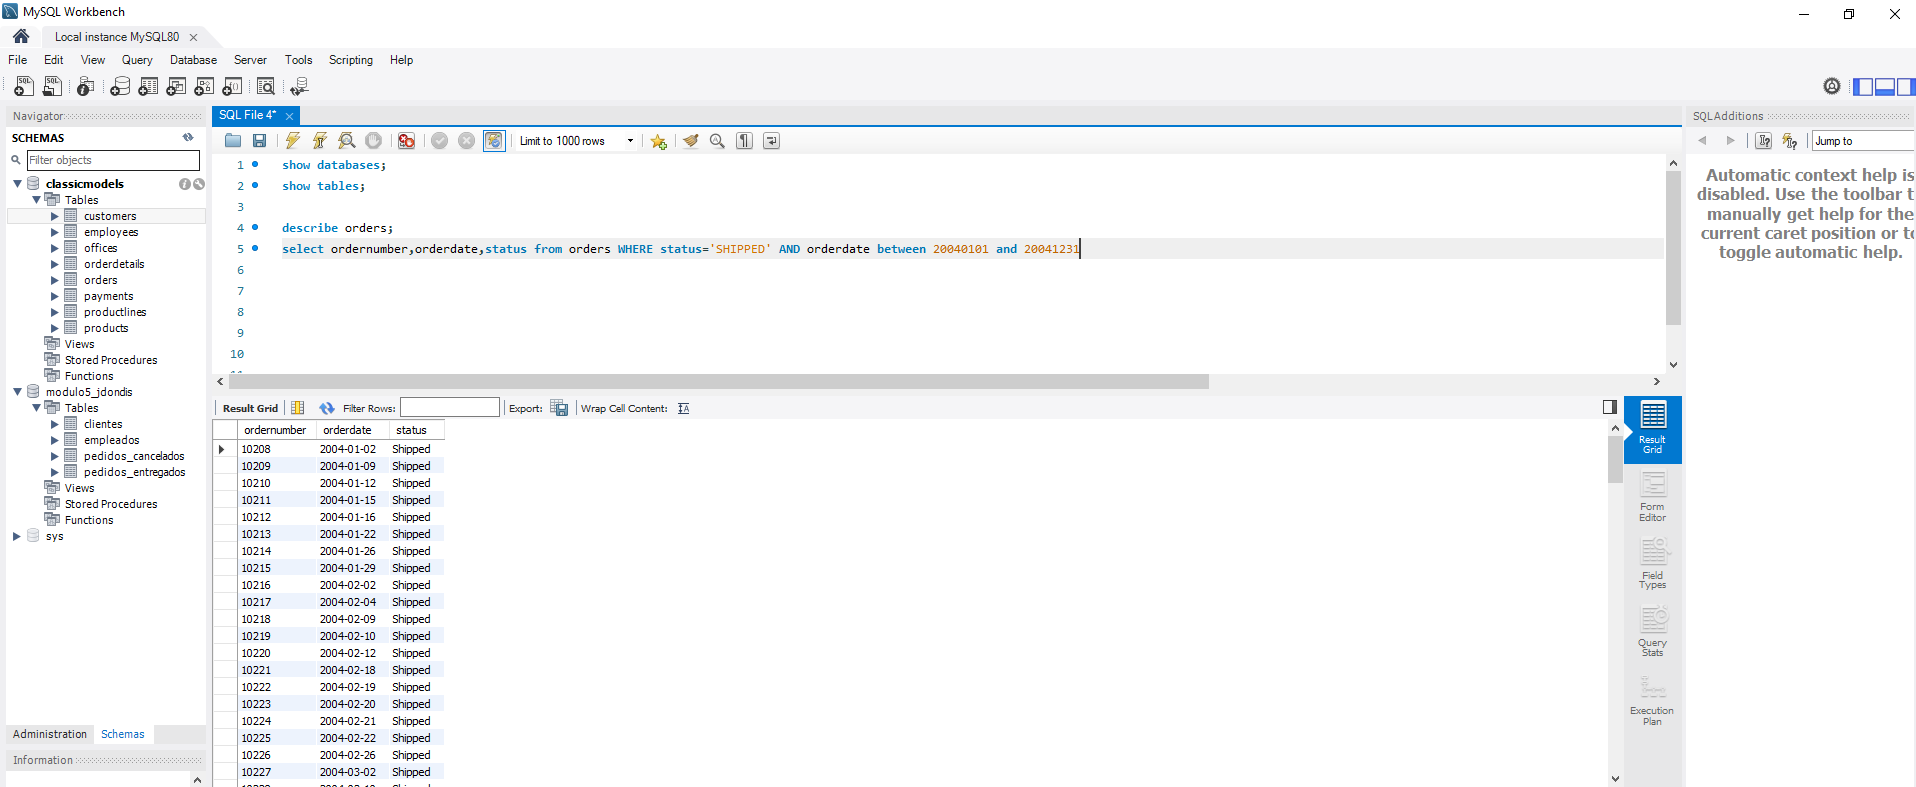 MySQL Workbench
Local instance MySQL80
File Edit View Query Database Server Tools Scripting Help
Navigator
SCHEMAS
Filter objects
classicmodels
Tables
customers
employees
offices
orderdetails
orders
payments
productlines
products
Views
Stored Procedures
Functions
modulo5_jdondis
Tables
clientes
empleados
pedidos_cancelados
pedidos_entregados
Views
Stored Procedures
Functions
sys
Administration Schemas
Information
SQL File 4*
Limit to 1000 rows
1 show databases;
2 show tables;
3
4 describe orders;
5 select ordernumber,orderdate,status from orders WHERE status='SHIPPED' AND orderdate between 20040101 and 20041231
6
7
8
9
10
Result Grid Filter Rows: Export: Wrap Cell Content:
ordernumber orderdate status
10208 2004-01-02 Shipped
10209 2004-01-09 Shipped
10210 2004-01-12 Shipped
10211 2004-01-15 Shipped
10212 2004-01-16 Shipped
10213 2004-01-22 Shipped
10214 2004-01-26 Shipped
10215 2004-01-29 Shipped
10216 2004-02-02 Shipped
10217 2004-02-04 Shipped
10218 2004-02-09 Shipped
10219 2004-02-10 Shipped
10220 2004-02-12 Shipped
10221 2004-02-18 Shipped
10222 2004-02-19 Shipped
10223 2004-02-20 Shipped
10224 2004-02-21 Shipped
10225 2004-02-22 Shipped
10226 2004-02-26 Shipped
10227 2004-03-02 Shipped
Result
Grid
Form
Editor
Field
Types
Query
Stats
Execution
Plan
SQLAdditions
Jump to
Automatic context help is
disabled. Use the toolbar t
manually get help for the
current caret position or to
toggle automatic help.